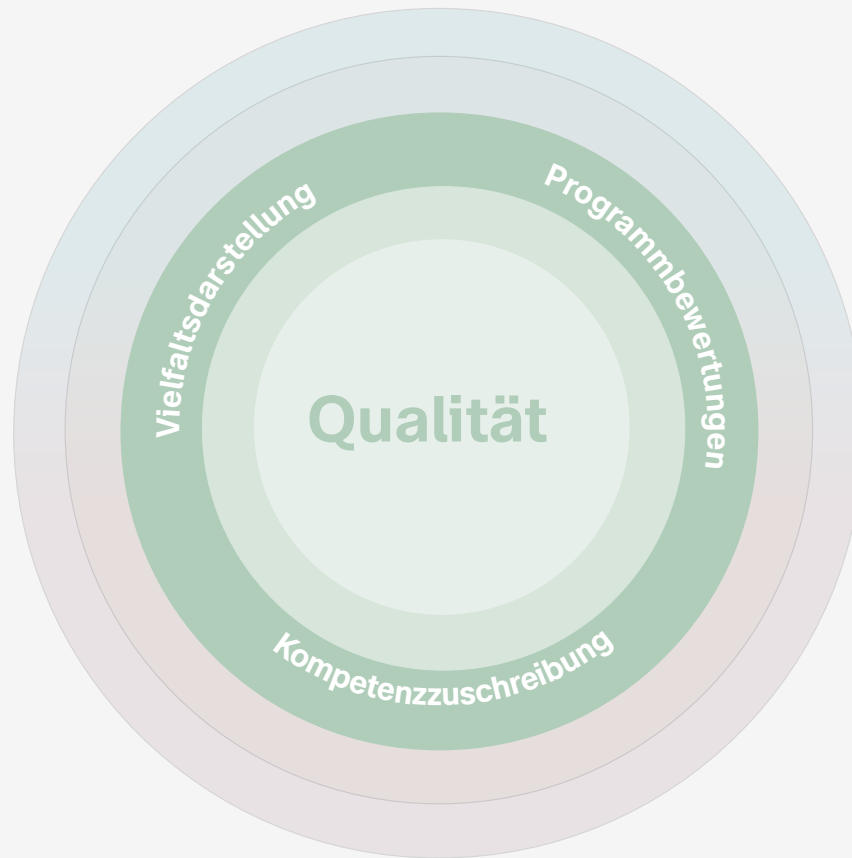 Vielfaltsdarstellung
Programmbewertungen
Qualität
Kompetenzzuschreibung